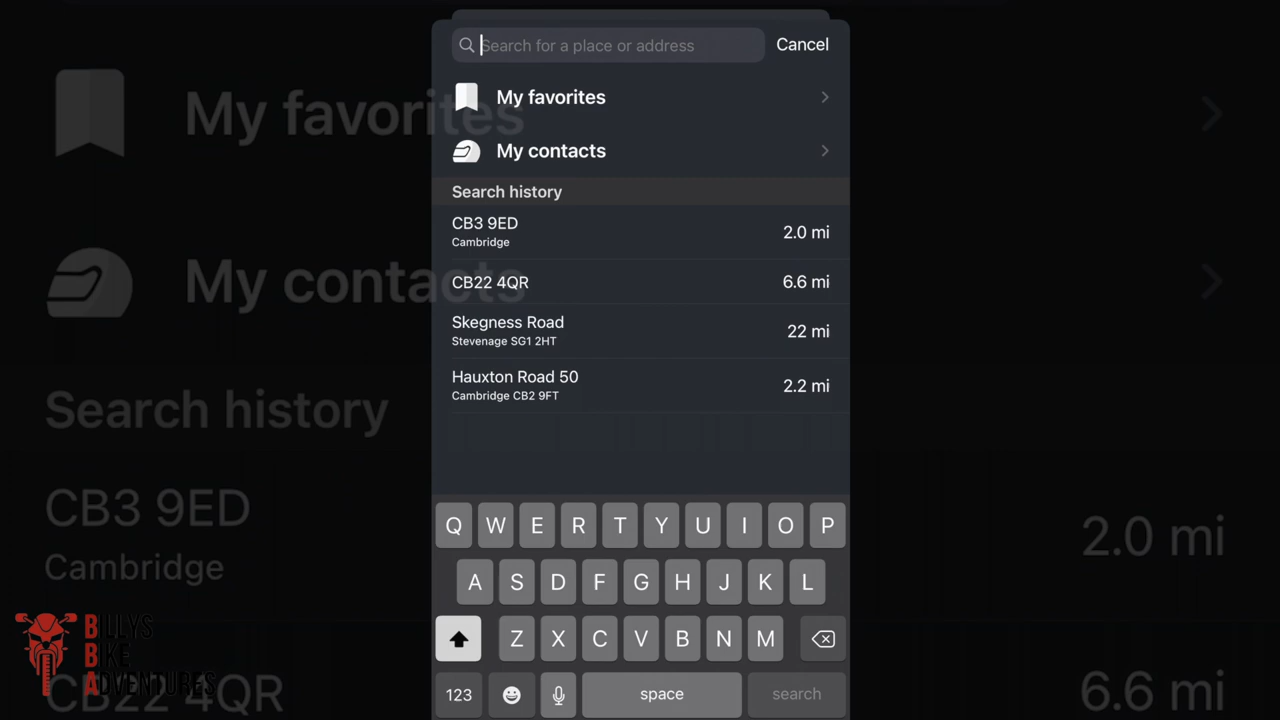 Search for a place or address
Cancel
My favorites
My contacts
Search history
CB3 9ED
Cambridge
2.0 mi
CB22 4QR
6.6 mi
Skegness Road
Stevenage SG1 2HT
22 mi
Hauxton Road 50
Cambridge CB2 9FT
2.2 mi
Q W E R T Y U I O P
A S D F G H J K L
Z X C V B N M
123
space
search
My favorites
My contacts
Search history
CB3 9ED
Cambridge
2.0 mi
CB22 4QR
6.6 mi
BILLYS
BIKE
ADVENTURES